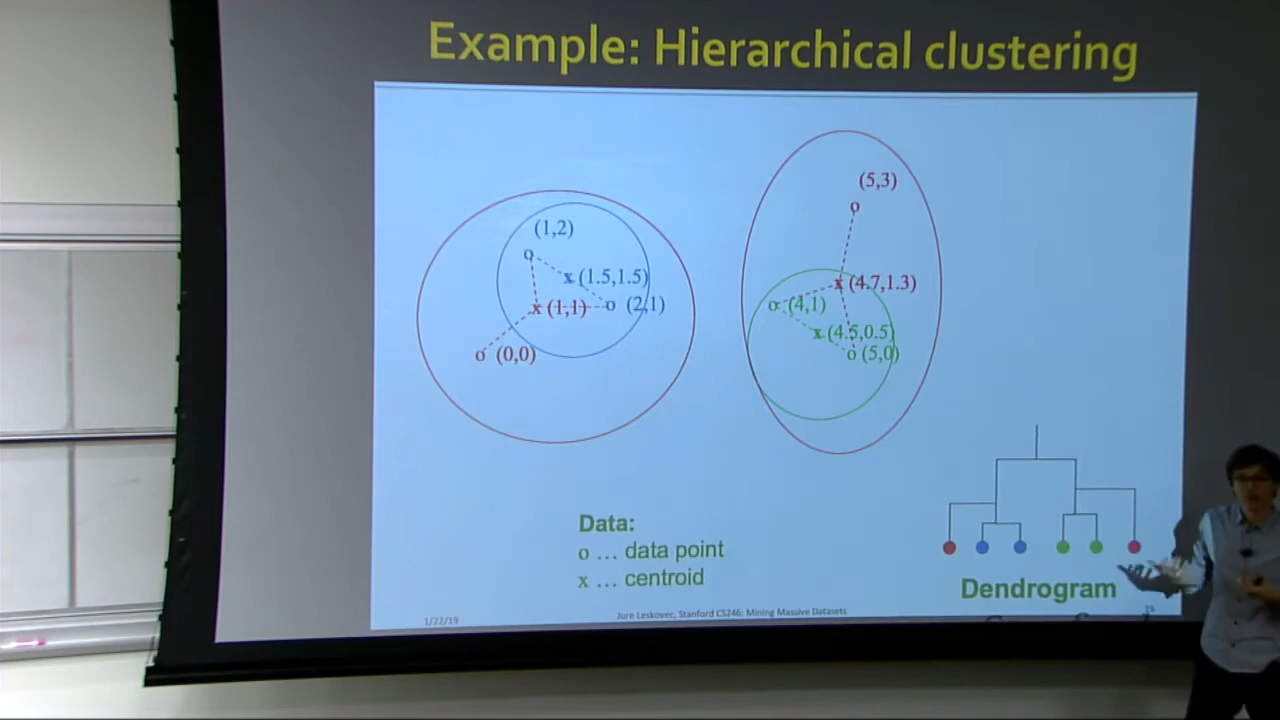 Example: Hierarchical clustering
(5,3)
o
(1,2)
o
x (1.5,1.5)
x (4.7,1.3)
x (1,1) o (2,1)
o (4,1)
x (4.5,0.5)
o (0,0)
o (5,0)
Data:
o ... data point
x ... centroid
Dendrogram
1/22/19
Jure Leskovec, Stanford CS246: Mining Massive Datasets